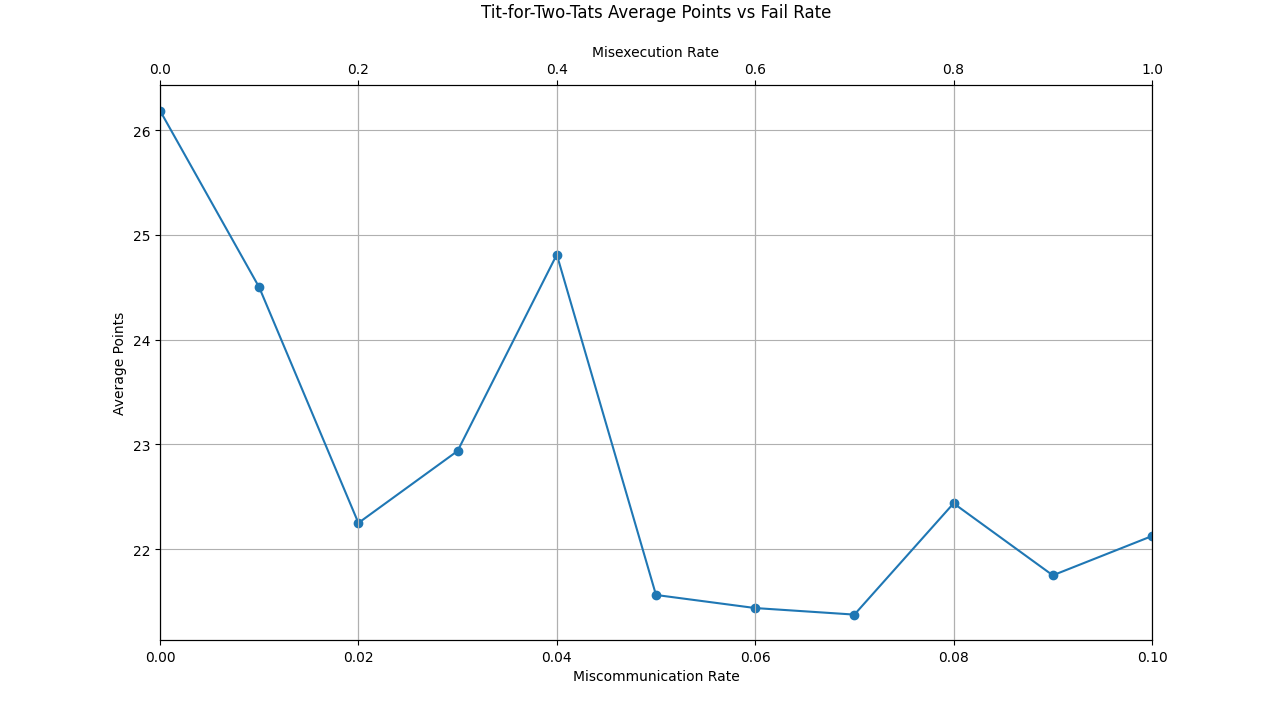 Tit-for-Two-Tats Average Points vs Fail Rate
Misexecution Rate
0.0 0.2 0.4 0.6 0.8 1.0
26
25
24
23
22
Average Points
0.00 0.02 0.04 0.06 0.08 0.10
Miscommunication Rate